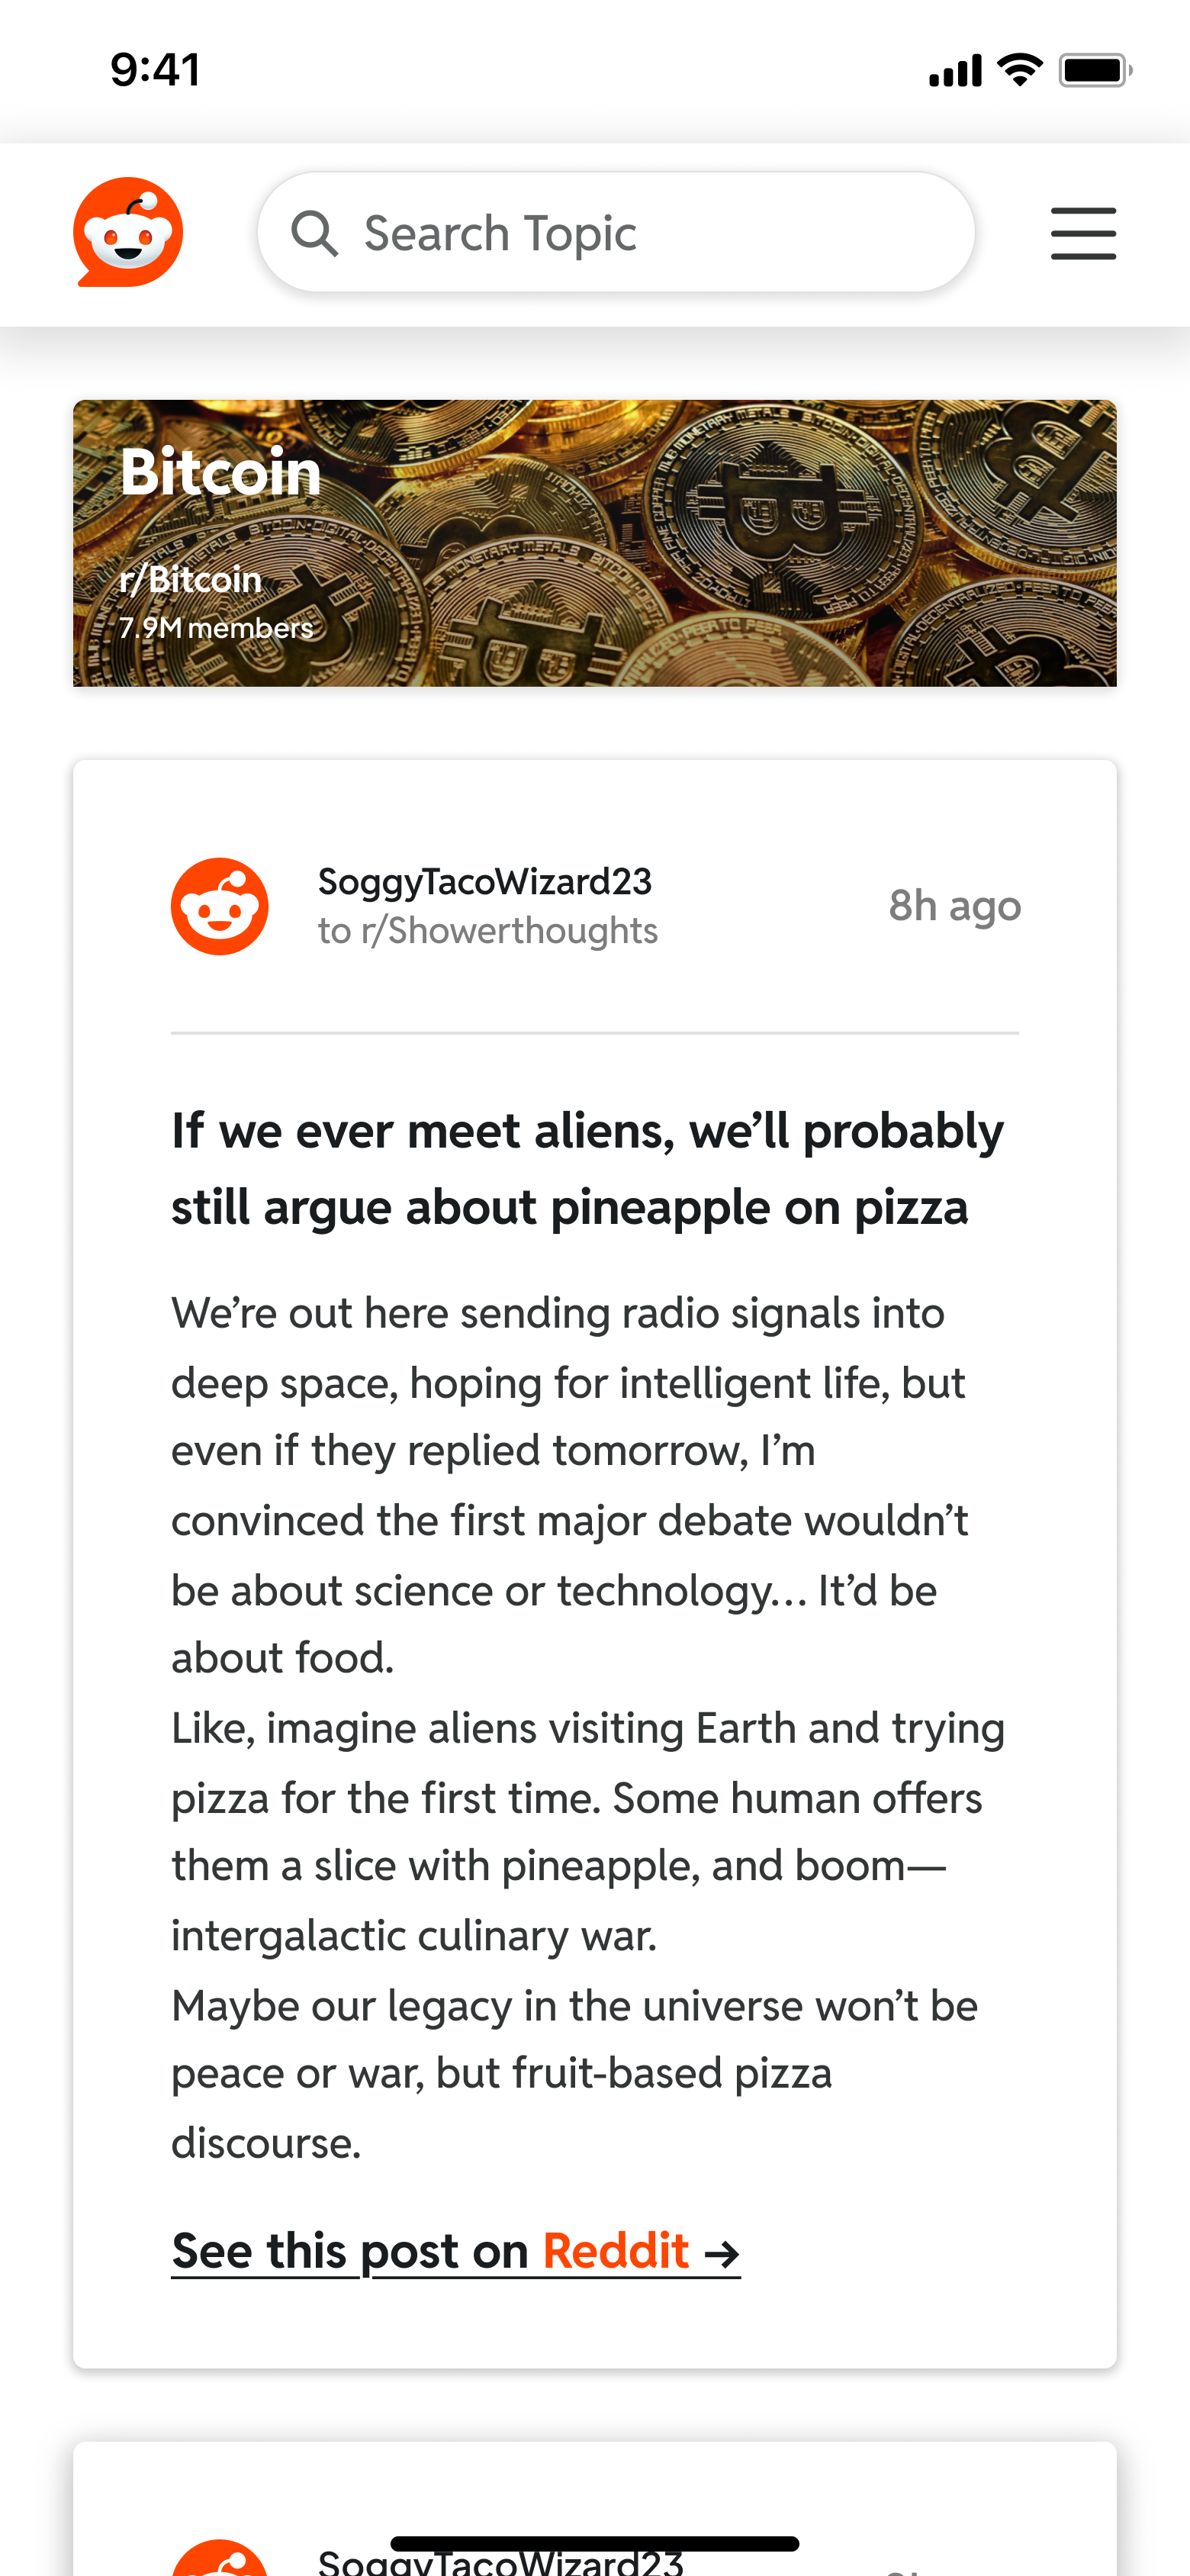 9:41
Search Topic
Bitcoin
r/Bitcoin
7.9M members
SoggyTacoWizard23
to r/Showerthoughts
8h ago
If we ever meet aliens, we’ll probably
still argue about pineapple on pizza
We’re out here sending radio signals into
deep space, hoping for intelligent life, but
even if they replied tomorrow, I’m
convinced the first major debate wouldn’t
be about science or technology… It’d be
about food.
Like, imagine aliens visiting Earth and trying
pizza for the first time. Some human offers
them a slice with pineapple, and boom—
intergalactic culinary war.
Maybe our legacy in the universe won’t be
peace or war, but fruit-based pizza
discourse.
See this post on Reddit →
SoggyTacoWizard23